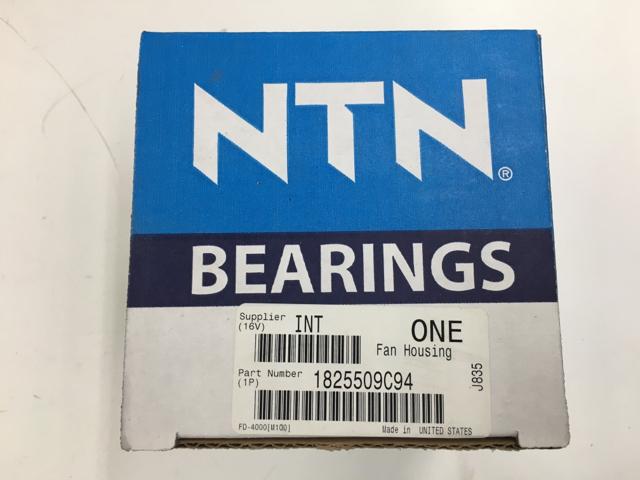 NTN®
BEARINGS
Supplier
(16V) INT ONE
Fan Housing
Part Number
(1P) 1825509C94
J835
FD-4000[M100] Made in UNITED STATES